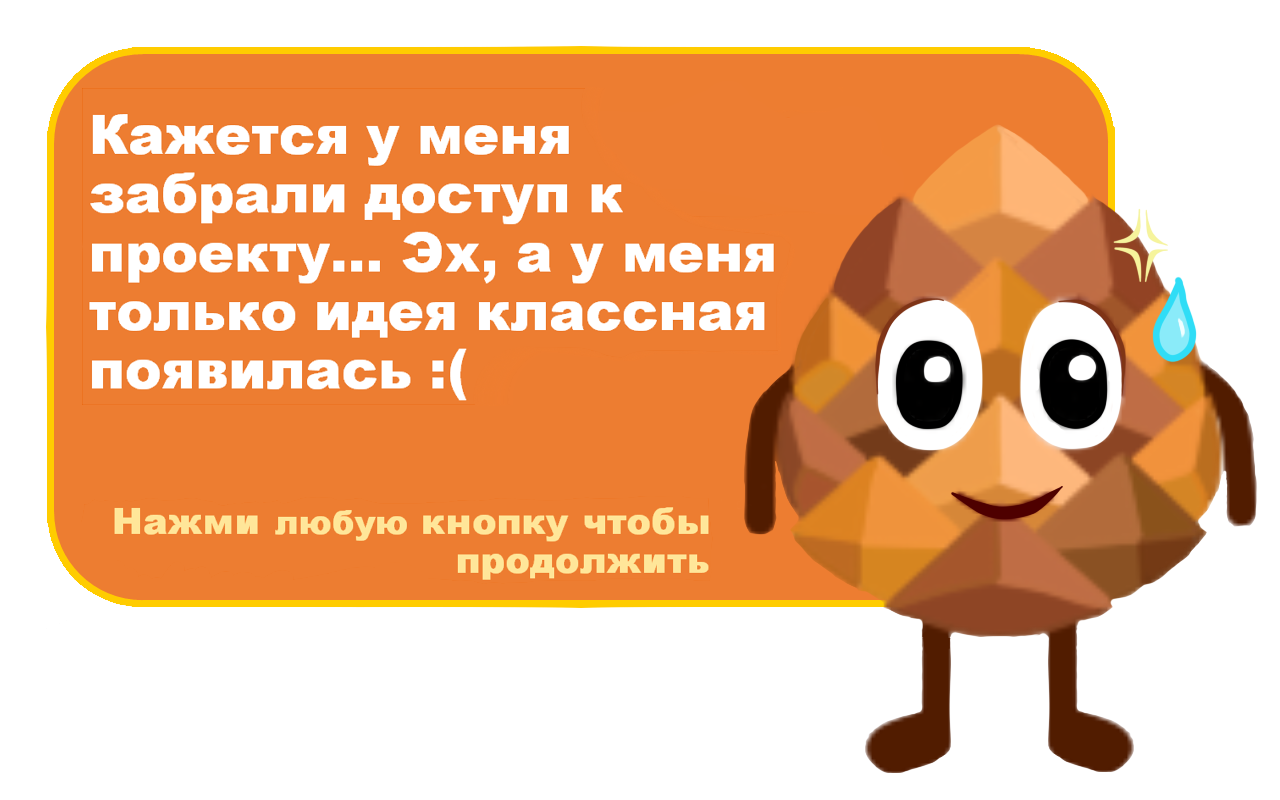 Кажется у меня
забрали доступ к
проекту... Эх, а у меня
только идея классная
появилась :(
Нажми любую кнопку чтобы
продолжить